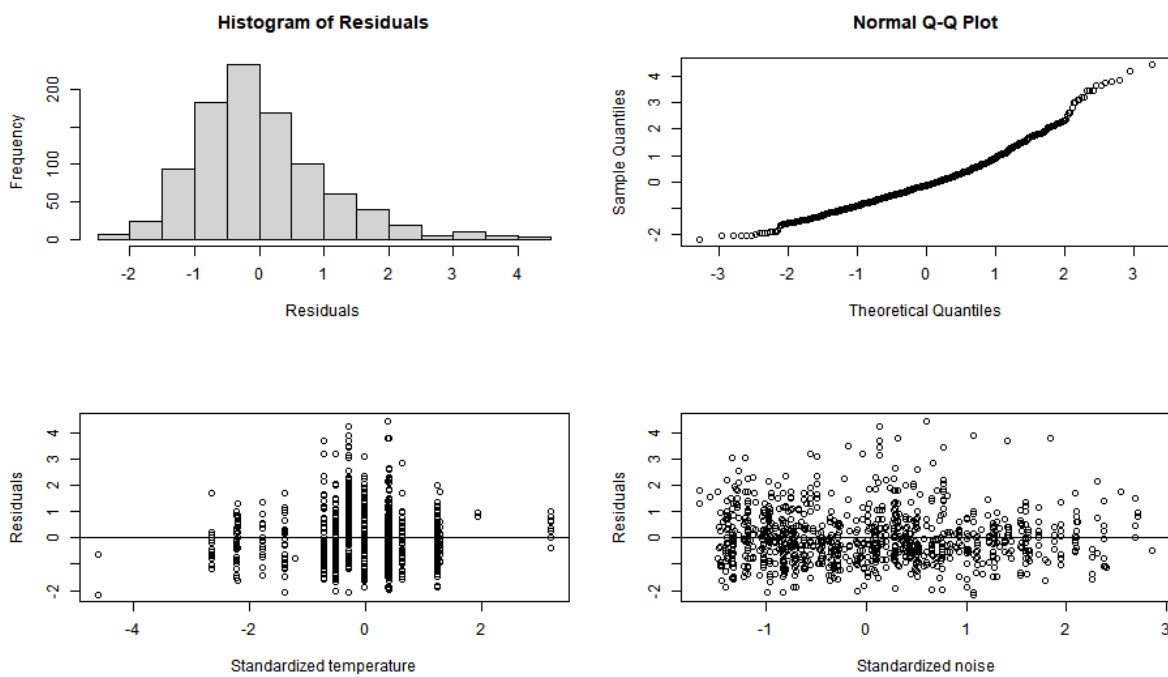 Histogram of Residuals
Frequency
0 50 100 200
-2 -1 0 1 2 3 4
Residuals
Normal Q-Q Plot
Sample Quantiles
-2 0 1 2 3 4
-3 -2 -1 0 1 2 3
Theoretical Quantiles
Residuals
-2 0 1 2 3 4
-4 -2 0 2
Standardized temperature
Residuals
-2 0 1 2 3 4
-1 0 1 2 3
Standardized noise